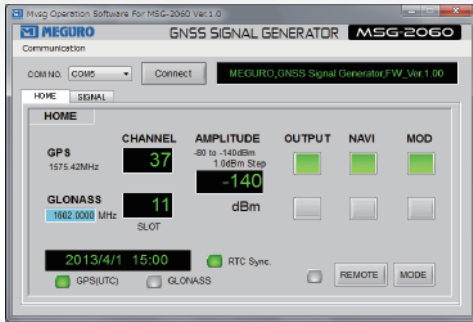 Mvsg Operation Software For MSG-2060 Ver.1.0
MEGURO GNSS SIGNAL GENERATOR MSG-2060
Communication
COM NO. COM5 Connect MEGURO,GNSS Signal Generator,FW_Ver.1.00
HOME SIGNAL
HOME
CHANNEL AMPLITUDE OUTPUT NAVI MOD
GPS 37 -80 to -140dBm
1575.42MHz 1.0dBm Step
-140
GLONASS 11 dBm
1602.0000 MHz
SLOT
2013/4/1 15:00 RTC Sync.
GPS(UTC) GLONASS REMOTE MODE